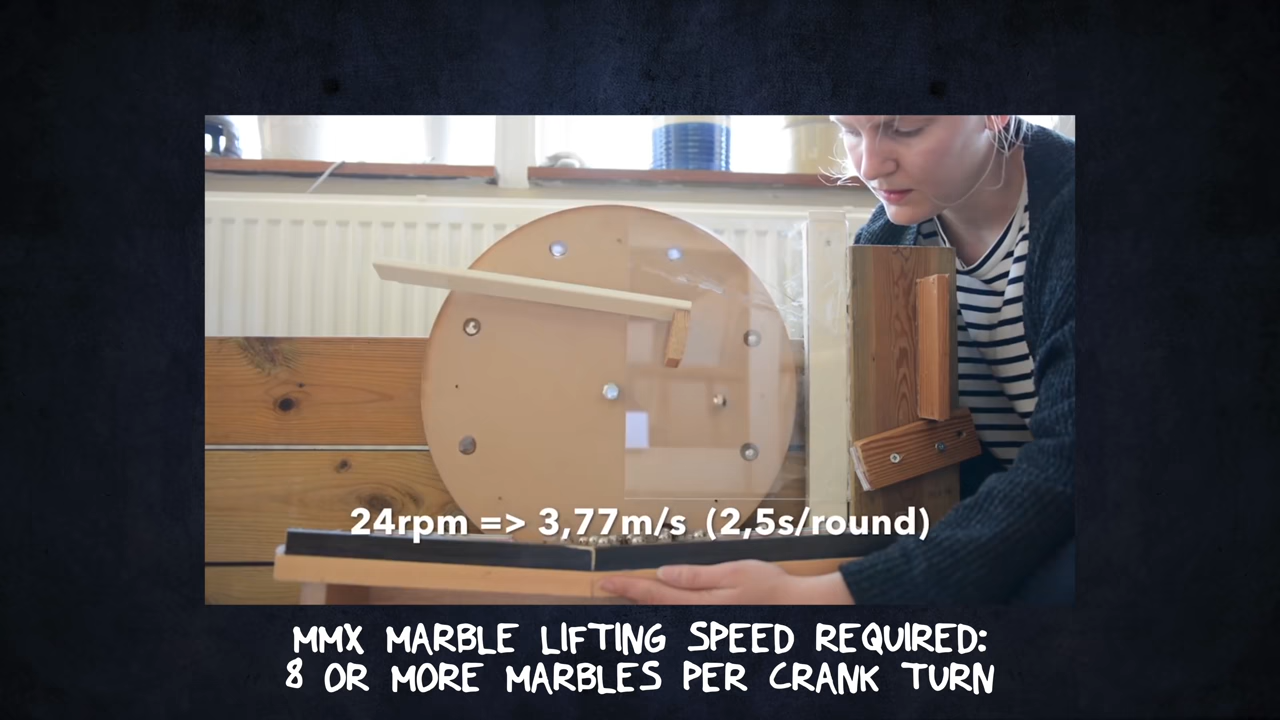 24rpm => 3,77m/s (2,5s/round)
MMX MARBLE LIFTING SPEED REQUIRED:
8 OR MORE MARBLES PER CRANK TURN